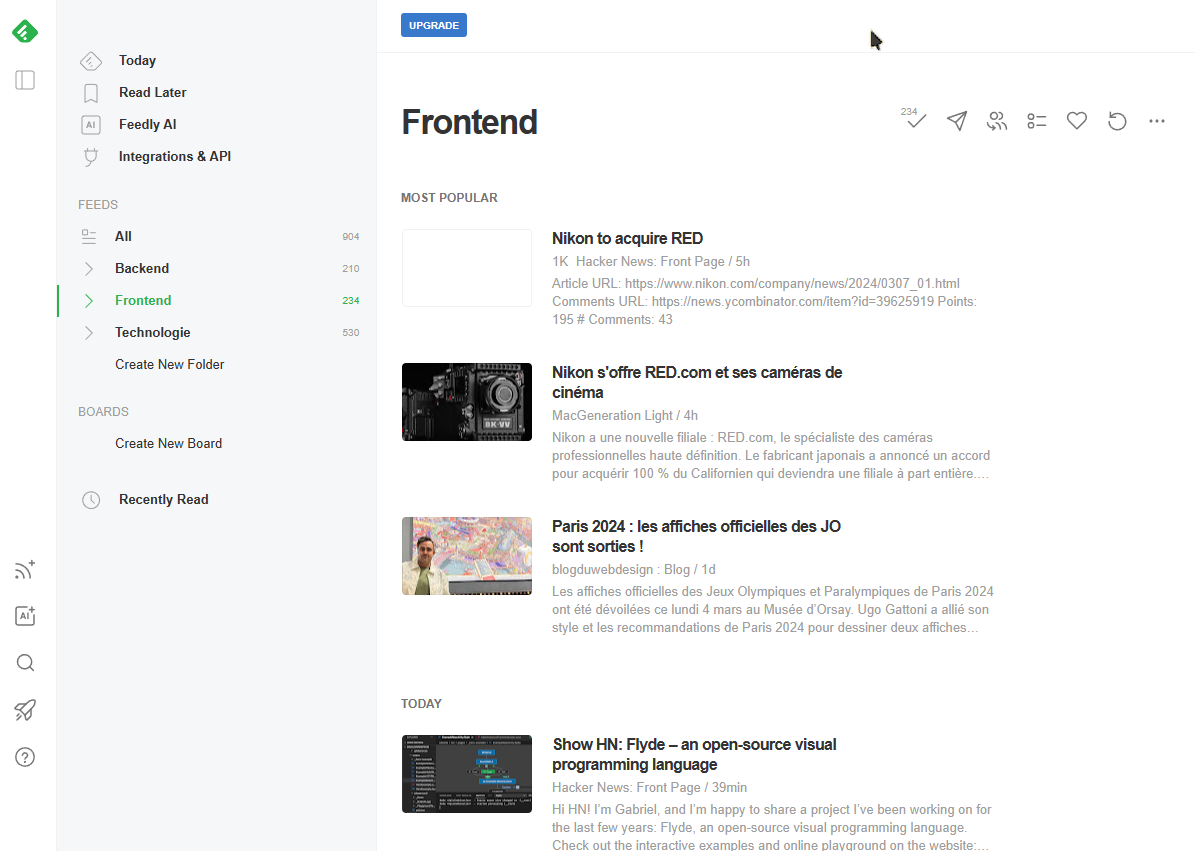 UPGRADE
Today
Read Later
AI
Feedly AI
Integrations & API
FEEDS
All 904
Backend 210
Frontend 234
Technologie 530
Create New Folder
BOARDS
Create New Board
Recently Read
AI
Frontend
234
MOST POPULAR
Nikon to acquire RED
1K Hacker News: Front Page / 5h
Article URL: https://www.nikon.com/company/news/2024/0307_01.html
Comments URL: https://news.ycombinator.com/item?id=39625919 Points:
195 # Comments: 43
8K·VV
Nikon s'offre RED.com et ses caméras de
cinéma
MacGeneration Light / 4h
Nikon a une nouvelle filiale : RED.com, le spécialiste des caméras
professionnelles haute définition. Le fabricant japonais a annoncé un accord
pour acquérir 100 % du Californien qui deviendra une filiale à part entière.…
Paris 2024 : les affiches officielles des JO
sont sorties !
blogduwebdesign : Blog / 1d
Les affiches officielles des Jeux Olympiques et Paralympiques de Paris 2024
ont été dévoilées ce lundi 4 mars au Musée d’Orsay. Ugo Gattoni a allié son
style et les recommandations de Paris 2024 pour dessiner deux affiches…
TODAY
Show HN: Flyde – an open-source visual
programming language
Hacker News: Front Page / 39min
Hi HN! I’m Gabriel, and I’m happy to share a project I’ve been working on for
the last few years: Flyde, an open-source visual programming language.
Check out the interactive examples and online playground on the website:…